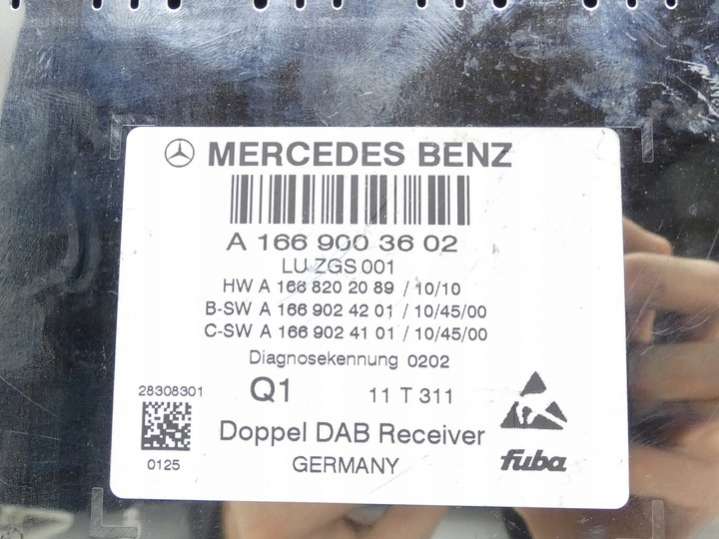 MERCEDES BENZ
A 166 900 36 02
LU ZGS 001
HW A 166 820 20 89 / 10/10
B-SW A 166 902 42 01 / 10/45/00
C-SW A 166 902 41 01 / 10/45/00
Diagnosekennung 0202
28308301 Q1 11 T 311
Doppel DAB Receiver
0125 GERMANY fuba